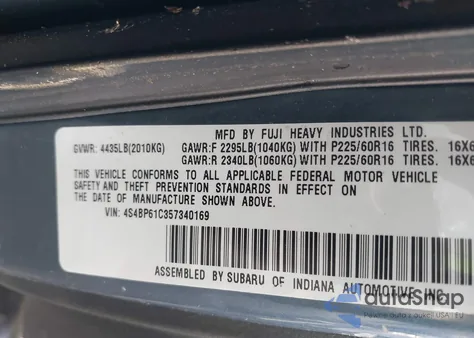 MFD BY FUJI HEAVY INDUSTRIES LTD.
GVWR: 4435LB(2010KG) GAWR:F 2295LB(1040KG) WITH P225/60R16 TIRES. 16X6
GAWR:R 2340LB(1060KG) WITH P225/60R16 TIRES. 16X6
THIS VEHICLE CONFORMS TO ALL APPLICABLE FEDERAL MOTOR VEHICLE
SAFETY AND THEFT PREVENTION STANDARDS IN EFFECT ON
THE DATE OF MANUFACTURE SHOWN ABOVE.
VIN: 4S4BP61C357340169
ASSEMBLED BY SUBARU OF INDIANA AUTOMOTIVE, INC.
autoSnap